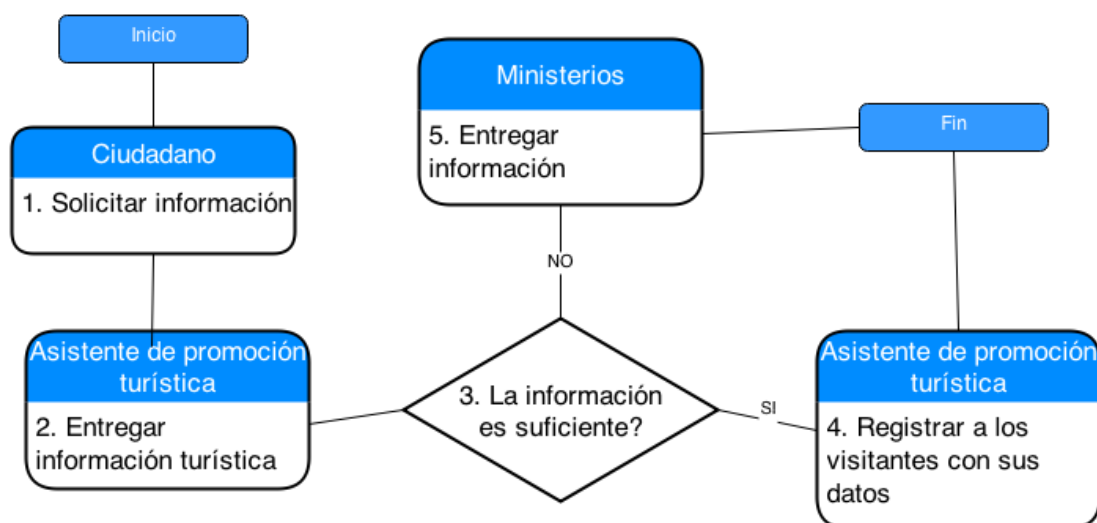 Inicio
Ciudadano
1. Solicitar información
Asistente de promoción
turística
2. Entregar
información turística
3. La información
es suficiente?
NO
Ministerios
5. Entregar
información
SI
Asistente de promoción
turística
4. Registrar a los
visitantes con sus
datos
Fin